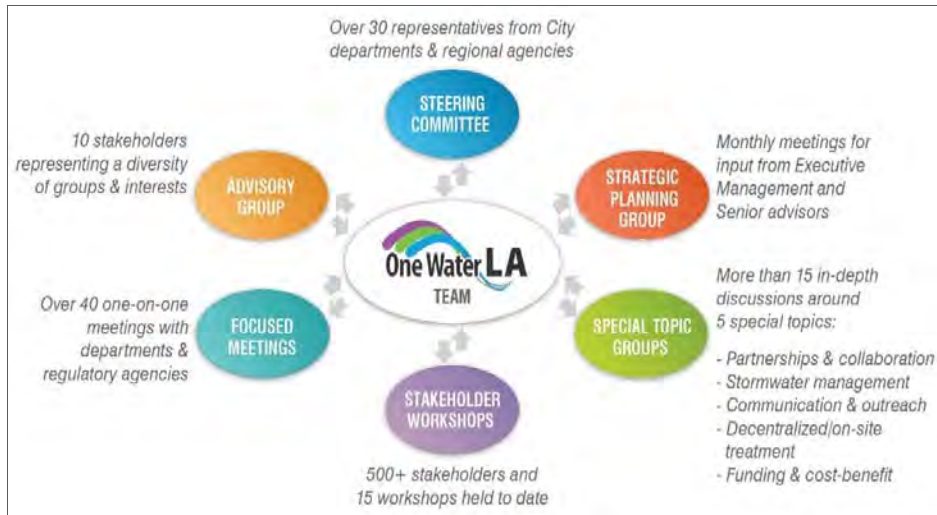 Over 30 representatives from City
departments & regional agencies
STEERING
COMMITTEE
10 stakeholders
representing a diversity
of groups & interests
ADVISORY
GROUP
STRATEGIC
PLANNING
GROUP
Monthly meetings for
input from Executive
Management and
Senior advisors
One Water LA
TEAM
Over 40 one-on-one
meetings with
departments &
regulatory agencies
FOCUSED
MEETINGS
SPECIAL TOPIC
GROUPS
More than 15 in-depth
discussions around
5 special topics:
- Partnerships & collaboration
- Stormwater management
- Communication & outreach
- Decentralized/on-site
treatment
- Funding & cost-benefit
STAKEHOLDER
WORKSHOPS
500+ stakeholders and
15 workshops held to date